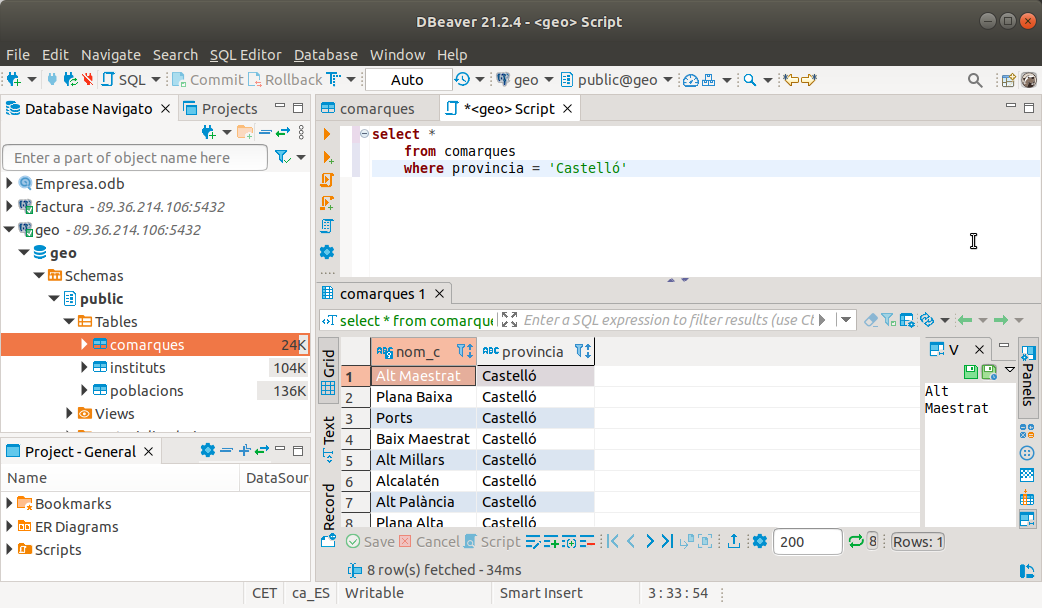 DBeaver 21.2.4 - <geo> Script
File Edit Navigate Search SQL Editor Database Window Help
SQL Commit Rollback Auto geo public@geo
Database Navigato Projects
Enter a part of object name here
Empresa.odb
factura - 89.36.214.106:5432
geo - 89.36.214.106:5432
geo
Schemas
public
Tables
comarques 24K
instituts 104K
poblacions 136K
Views
Project - General
Name DataSour
Bookmarks
ER Diagrams
Scripts
comarques *<geo> Script
select *
from comarques
where provincia = 'Castelló'
comarques 1
select * from comarque Enter a SQL expression to filter results (use Ct
Grid
Text
Record
nom_c provincia
1 Alt Maestrat Castelló
2 Plana Baixa Castelló
3 Ports Castelló
4 Baix Maestrat Castelló
5 Alt Millars Castelló
6 Alcalatén Castelló
7 Alt Palància Castelló
8 Plana Alta Castelló
V
Alt
Maestrat
Panels
Save Cancel Script 200 8 Rows: 1
8 row(s) fetched - 34ms
CET ca_ES Writable Smart Insert 3 : 33 : 54